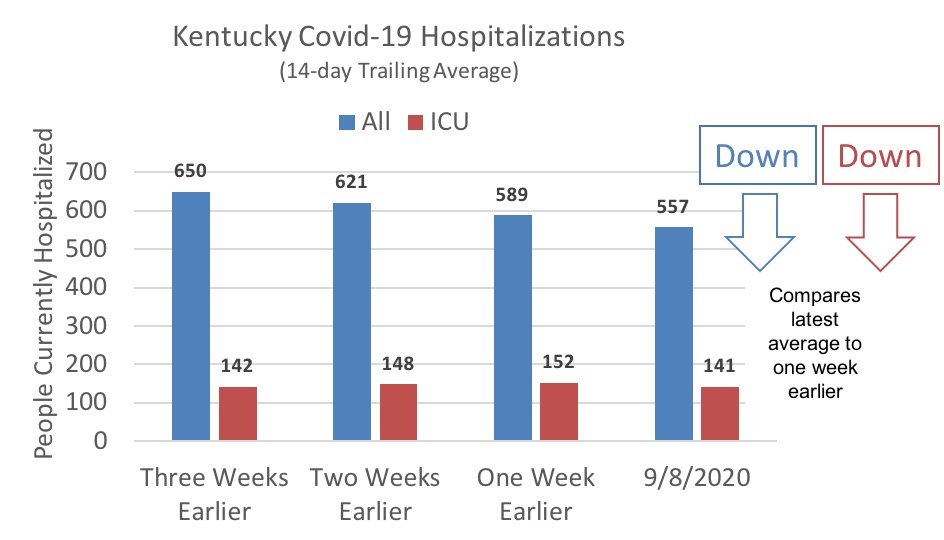 Kentucky Covid-19 Hospitalizations
(14-day Trailing Average)
All ICU
People Currently Hospitalized
700
600
500
400
300
200
100
0
650
142
621
148
589
152
557
141
Three Weeks
Earlier
Two Weeks
Earlier
One Week
Earlier
9/8/2020
Down
Down
Compares
latest
average to
one week
earlier